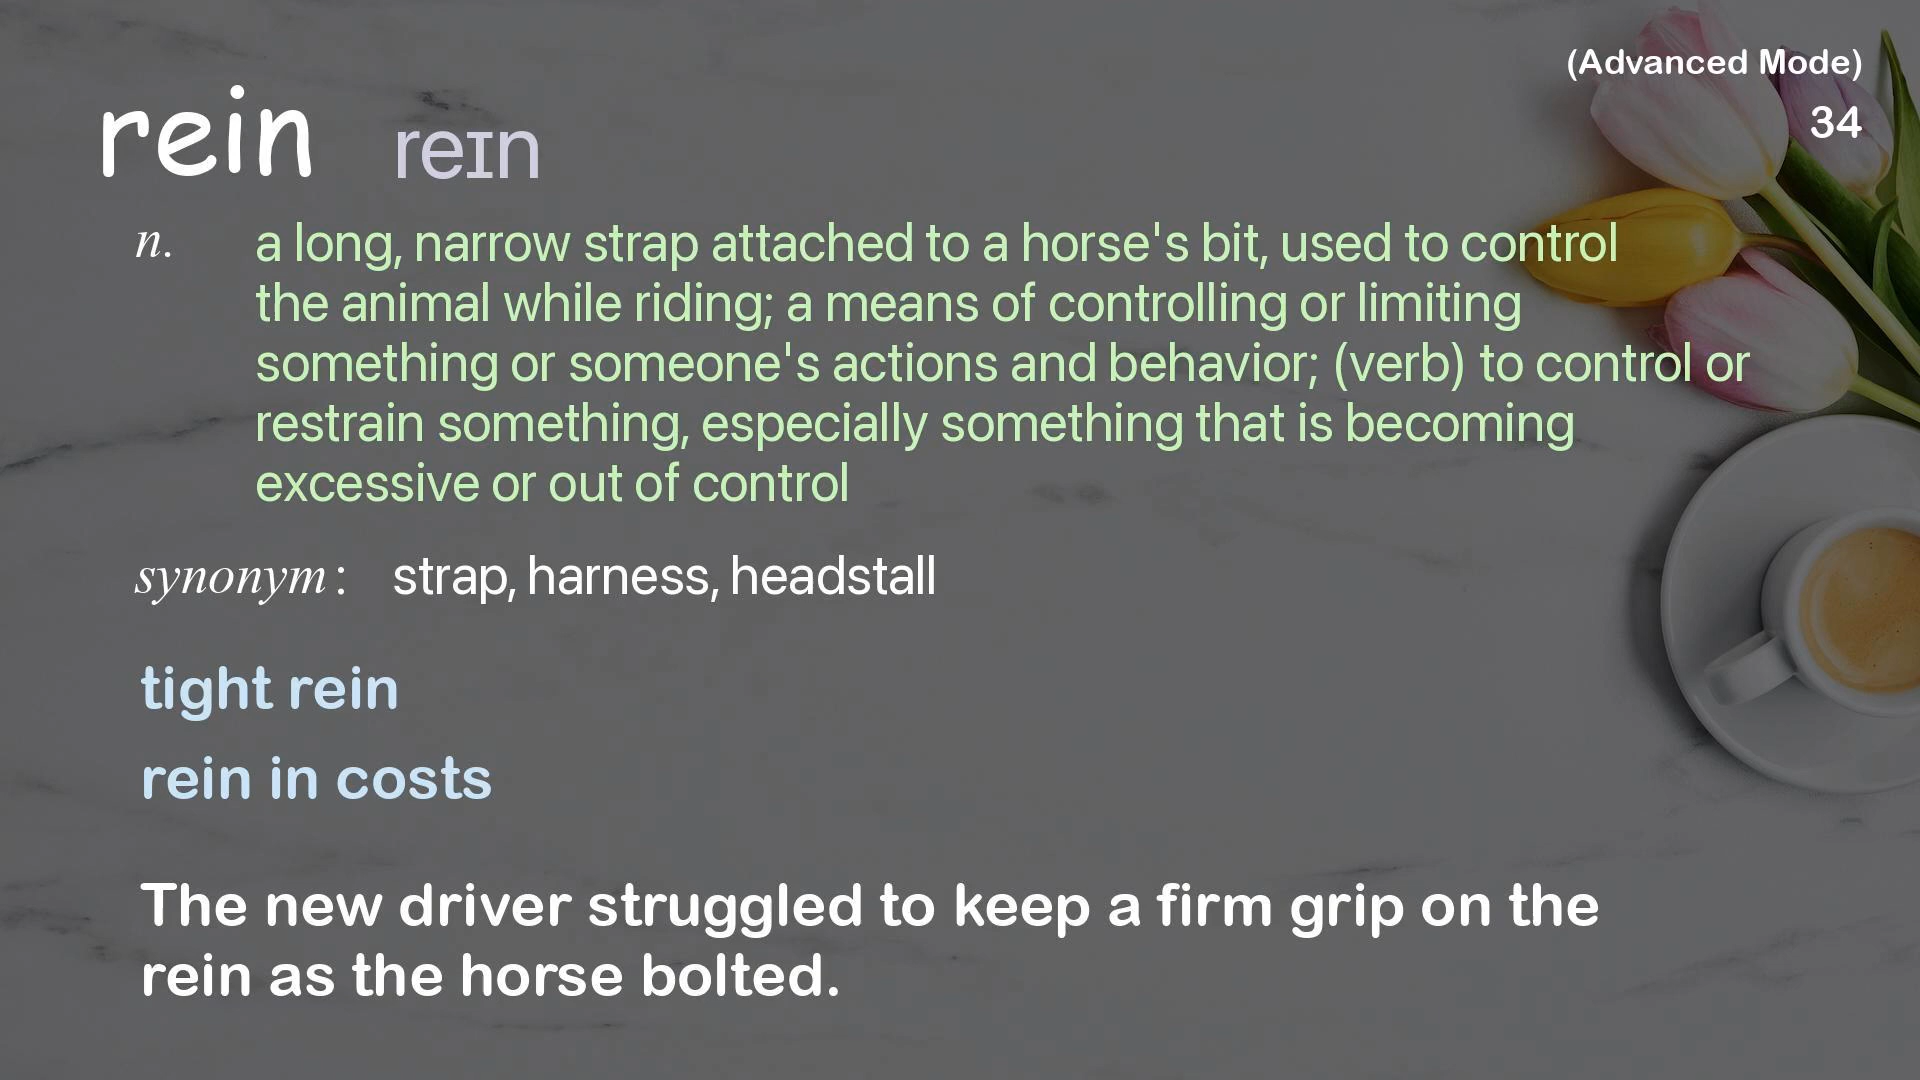 (Advanced Mode)
34
rein reɪn
n. a long, narrow strap attached to a horse's bit, used to control
the animal while riding; a means of controlling or limiting
something or someone's actions and behavior; (verb) to control or
restrain something, especially something that is becoming
excessive or out of control
synonym: strap, harness, headstall
tight rein
rein in costs
The new driver struggled to keep a firm grip on the
rein as the horse bolted.